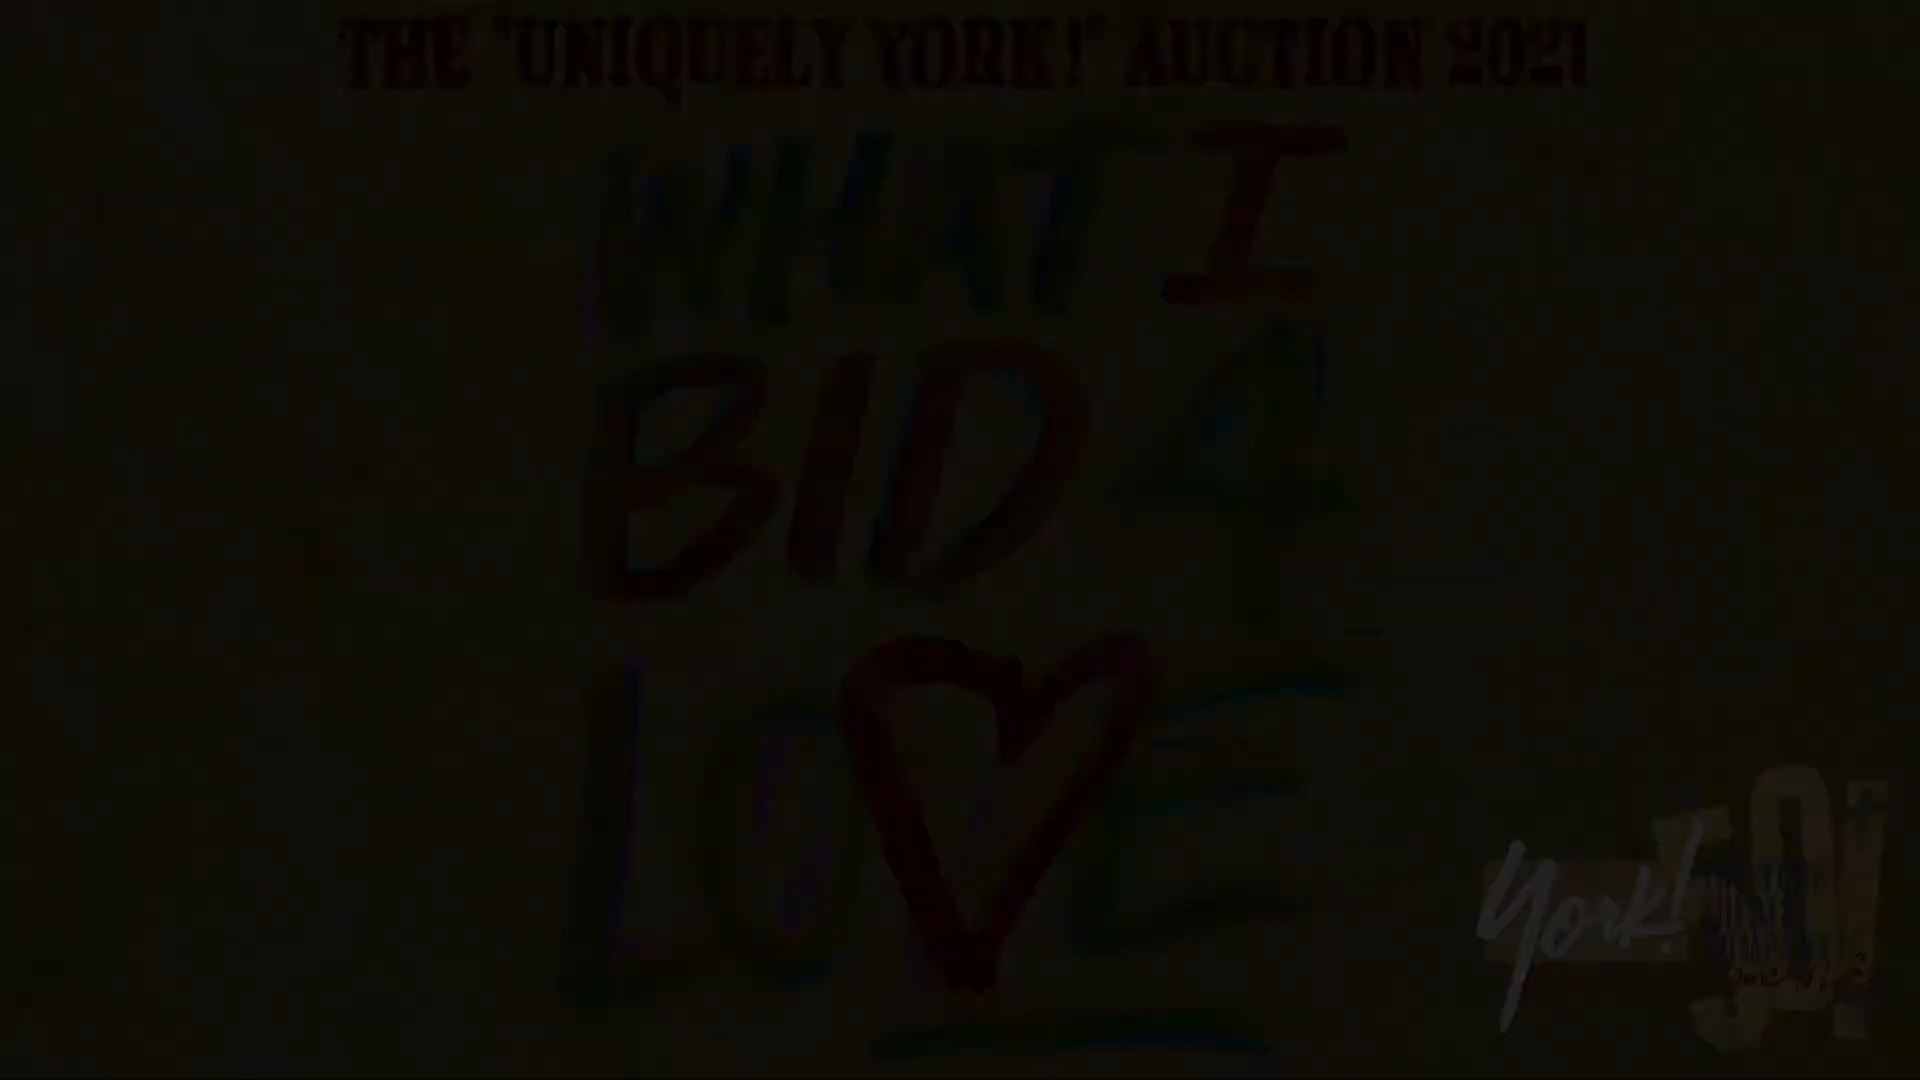 THE "UNIQUELY YORK!" AUCTION 2021
WHAT I
BID 4
LOVE
York!